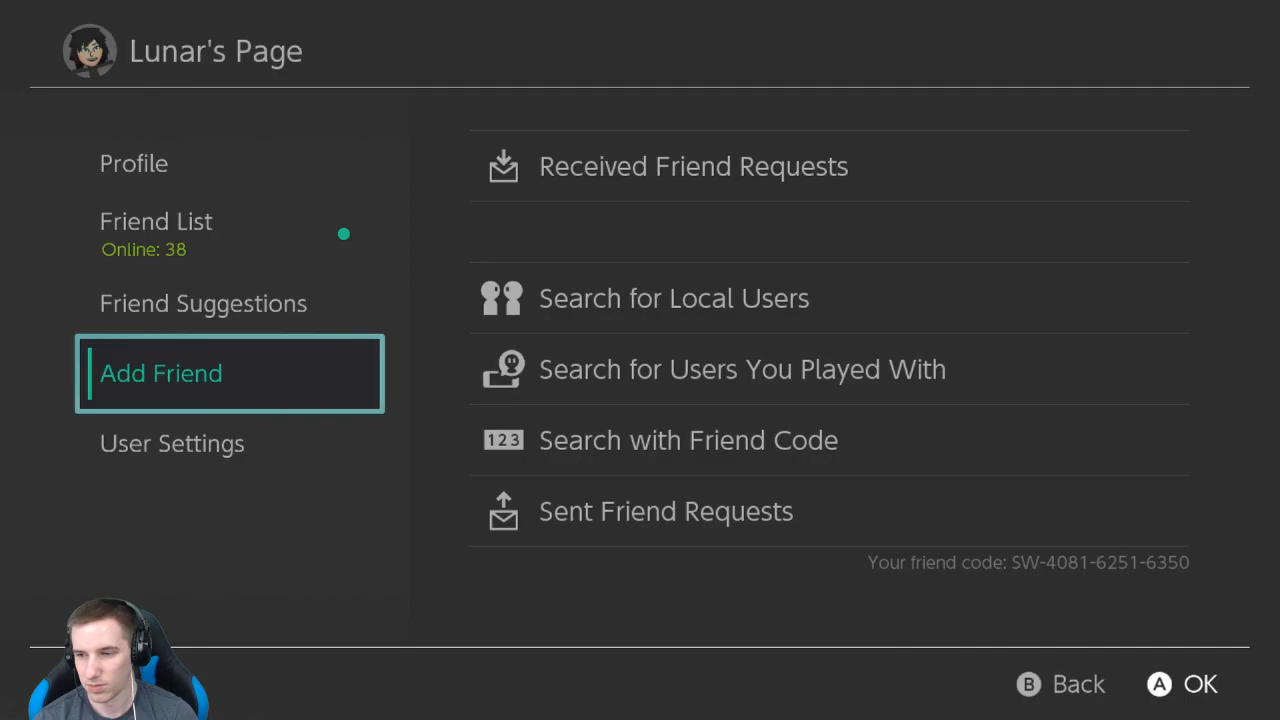 Lunar's Page
Profile
Friend List
Online: 38
Friend Suggestions
Add Friend
User Settings
Received Friend Requests
Search for Local Users
Search for Users You Played With
123 Search with Friend Code
Sent Friend Requests
Your friend code: SW-4081-6251-6350
B Back A OK